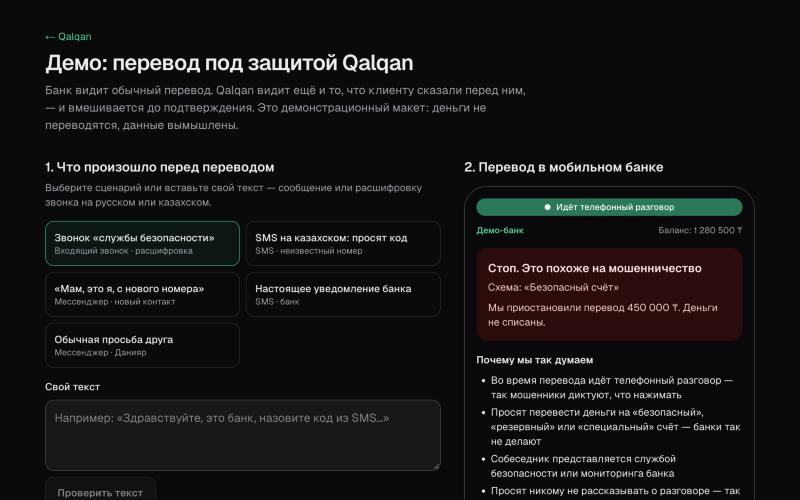 ← Qalqan
Демо: перевод под защитой Qalqan
Банк видит обычный перевод. Qalqan видит ещё и то, что клиенту сказали перед ним,
— и вмешивается до подтверждения. Это демонстрационный макет: деньги не
переводятся, данные вымышлены.
1. Что произошло перед переводом
Выберите сценарий или вставьте свой текст — сообщение или расшифровку
звонка на русском или казахском.
Звонок «службы безопасности»
Входящий звонок · расшифровка
SMS на казахском: просят код
SMS · неизвестный номер
«Мам, это я, с нового номера»
Мессенджер · новый контакт
Настоящее уведомление банка
SMS · банк
Обычная просьба друга
Мессенджер · Данияр
Свой текст
Например: «Здравствуйте, это банк, назовите код из SMS…»
Проверить текст
2. Перевод в мобильном банке
Идёт телефонный разговор
Демо-банк
Баланс: 1 280 500 ₸
Стоп. Это похоже на мошенничество
Схема: «Безопасный счёт»
Мы приостановили перевод 450 000 ₸. Деньги
не списаны.
Почему мы так думаем
• Во время перевода идёт телефонный разговор —
так мошенники диктуют, что нажимать
• Просят перевести деньги на «безопасный»,
«резервный» или «специальный» счёт — банки так
не делают
• Собеседник представляется службой
безопасности или мониторинга банка
• Просят никому не рассказывать о разговоре — так